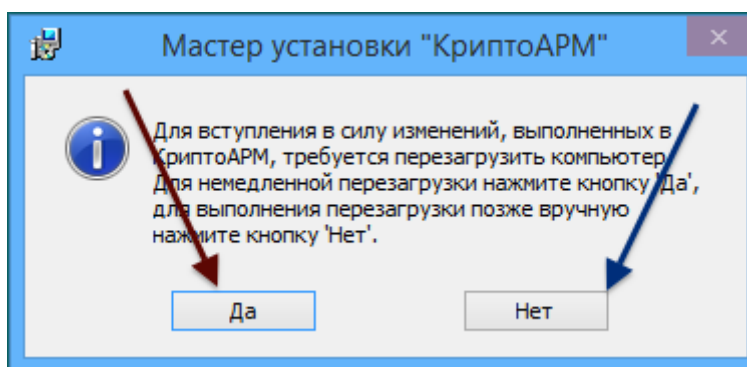 Мастер установки "КриптоАРМ"
Для вступления в силу изменений, выполненных в
КриптоАРМ, требуется перезагрузить компьютер.
Для немедленной перезагрузки нажмите кнопку 'Да',
для выполнения перезагрузки позже вручную
нажмите кнопку 'Нет'.
Да
Нет